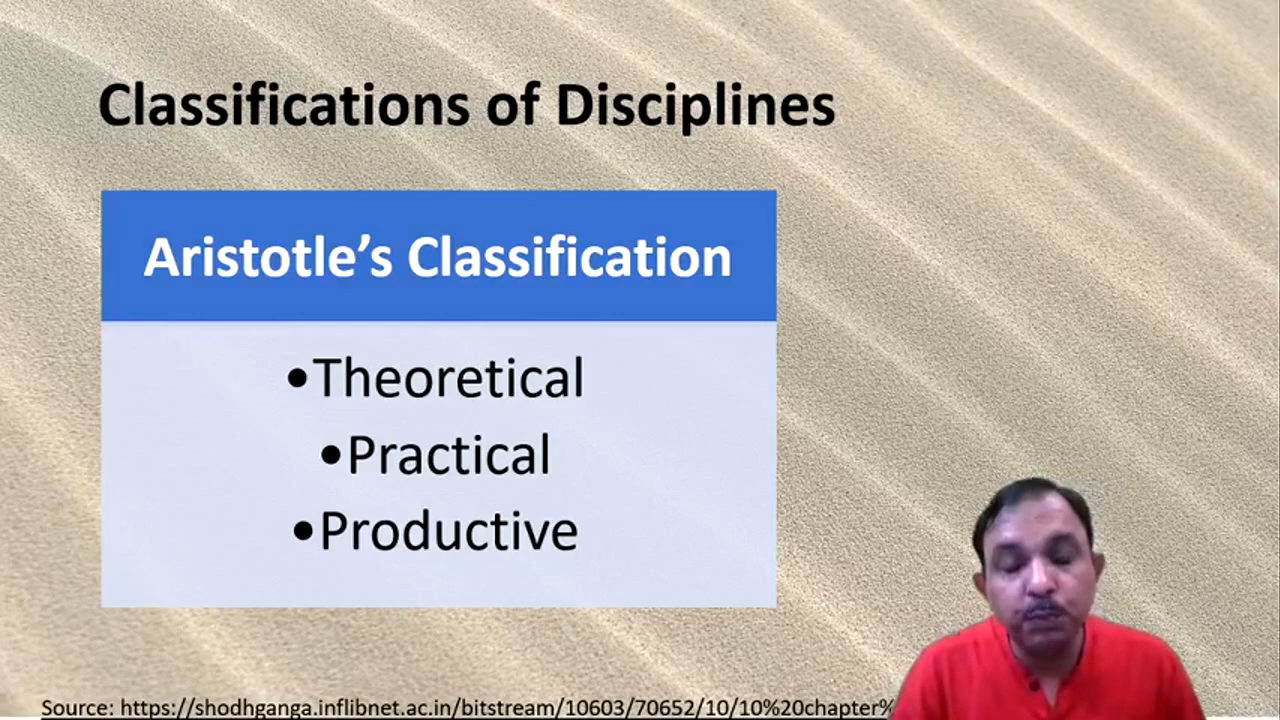 Classifications of Disciplines
Aristotle’s Classification
•Theoretical
•Practical
•Productive
Source: https://shodhganga.inflibnet.ac.in/bitstream/10603/70652/10/10%20chapter%